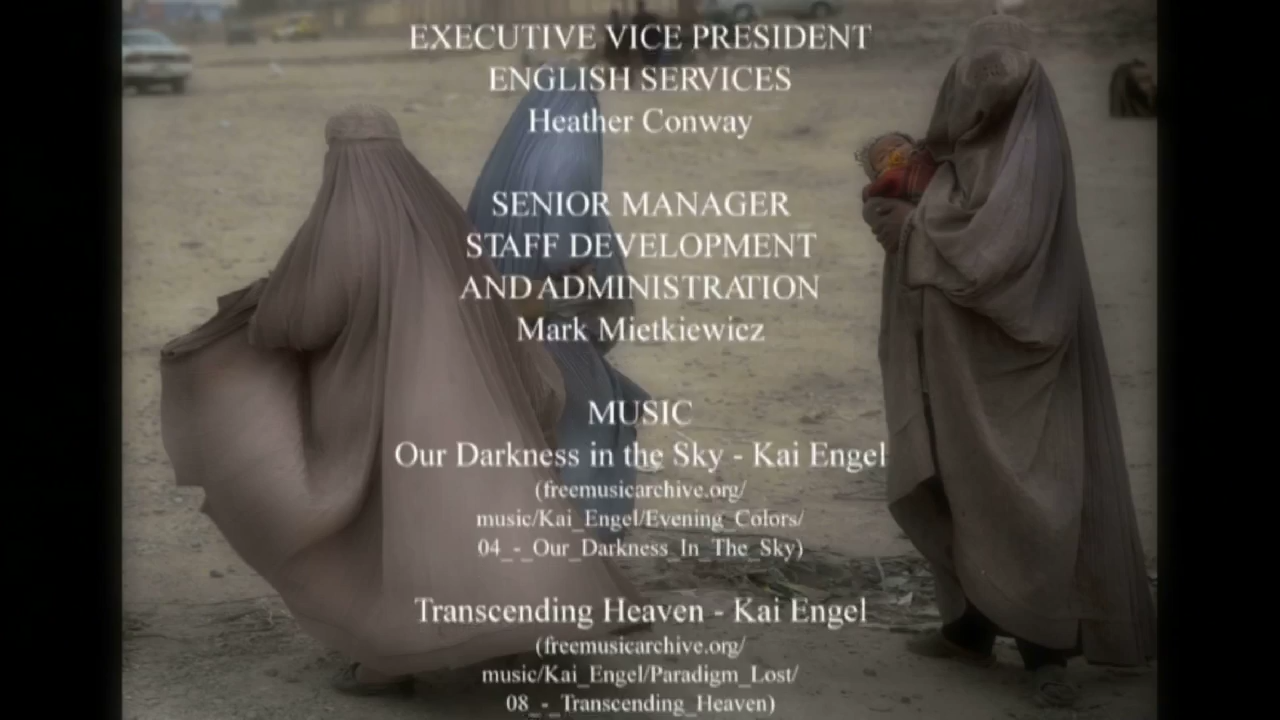 EXECUTIVE VICE PRESIDENT
ENGLISH SERVICES
Heather Conway
SENIOR MANAGER
STAFF DEVELOPMENT
AND ADMINISTRATION
Mark Mietkiewicz
MUSIC
Our Darkness in the Sky - Kai Engel
(freemusicarchive.org/
music/Kai_Engel/Evening_Colors/
04_-_Our_Darkness_In_The_Sky)
Transcending Heaven - Kai Engel
(freemusicarchive.org/
music/Kai_Engel/Paradigm_Lost/
08_-_Transcending_Heaven)